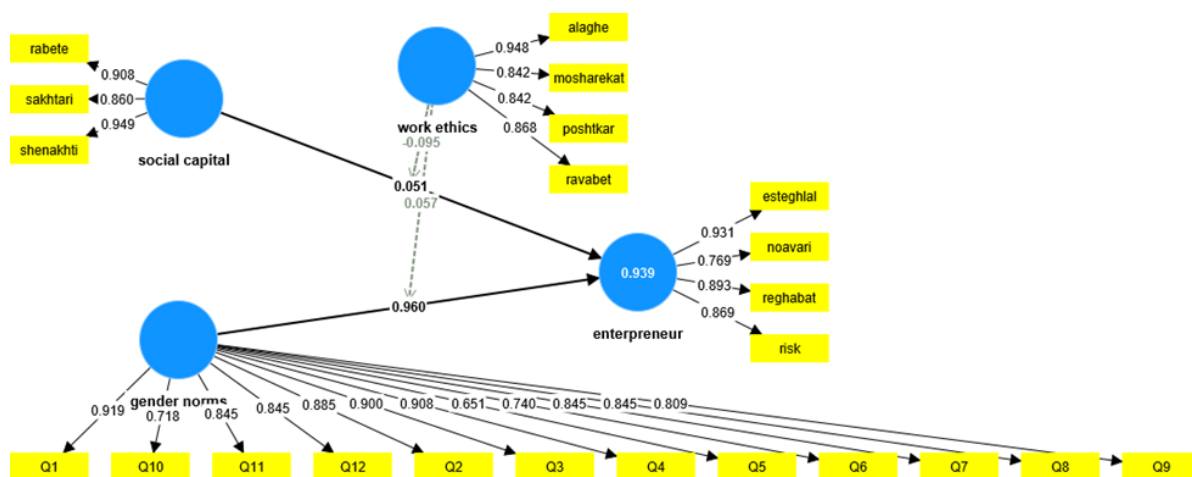 rabete
sakhtari
shenakhti
0.908
0.860
0.949
social capital
alaghe
mosharekat
poshtkar
ravabet
0.948
0.842
0.842
0.868
work ethics
-0.095
0.051
0.057
0.960
0.939
enterpreneur
esteghlal
noavari
reghabat
risk
0.931
0.769
0.893
0.869
gender norms
0.919
0.718
0.845
0.845
0.885
0.900
0.908
0.651
0.740
0.845
0.845
0.809
Q1
Q10
Q11
Q12
Q2
Q3
Q4
Q5
Q6
Q7
Q8
Q9